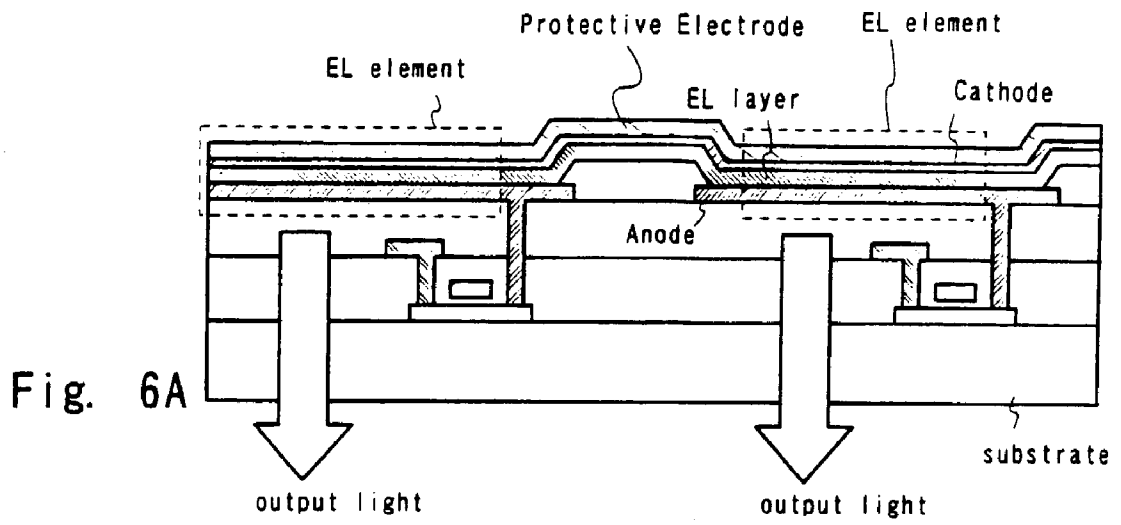 Protective Electrode
EL element
EL element
EL layer
Cathode
Anode
Fig. 6A
substrate
output light
output light